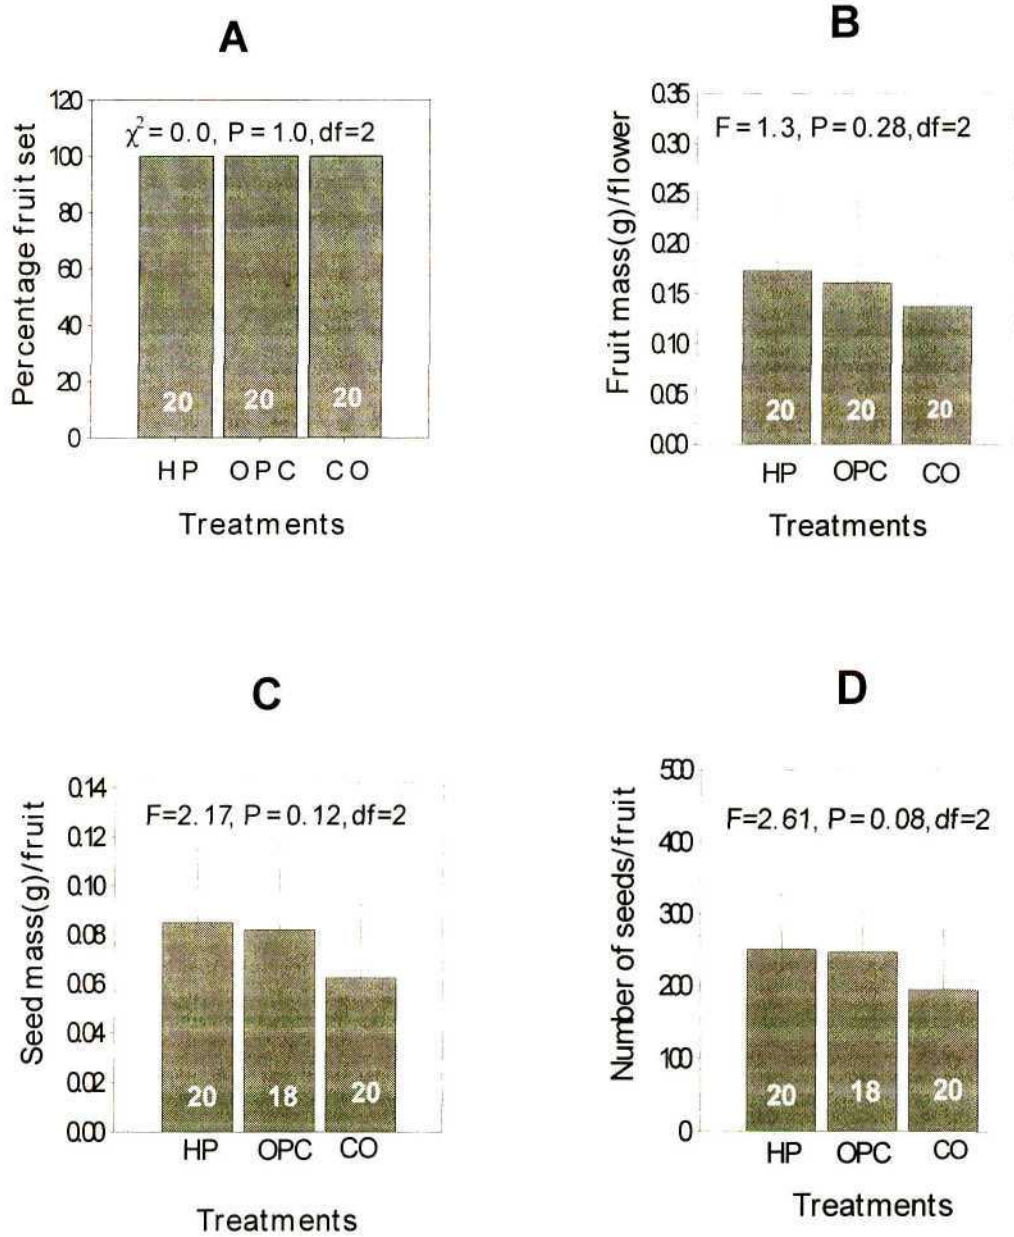 A
120
100
80
60
40
20
0
Percentage fruit set
χ²= 0.0, P = 1.0, df=2
20 20 20
HP OPC CO
Treatments
B
0.35
0.30
0.25
0.20
0.15
0.10
0.05
0.00
Fruit mass(g)/flower
F = 1.3, P = 0.28, df=2
20 20 20
HP OPC CO
Treatments
C
0.14
0.12
0.10
0.08
0.06
0.04
0.02
0.00
Seed mass(g)/fruit
F=2.17, P = 0.12, df=2
20 18 20
HP OPC CO
Treatments
D
500
400
300
200
100
0
Number of seeds/fruit
F=2.61, P = 0.08, df=2
20 18 20
HP OPC CO
Treatments